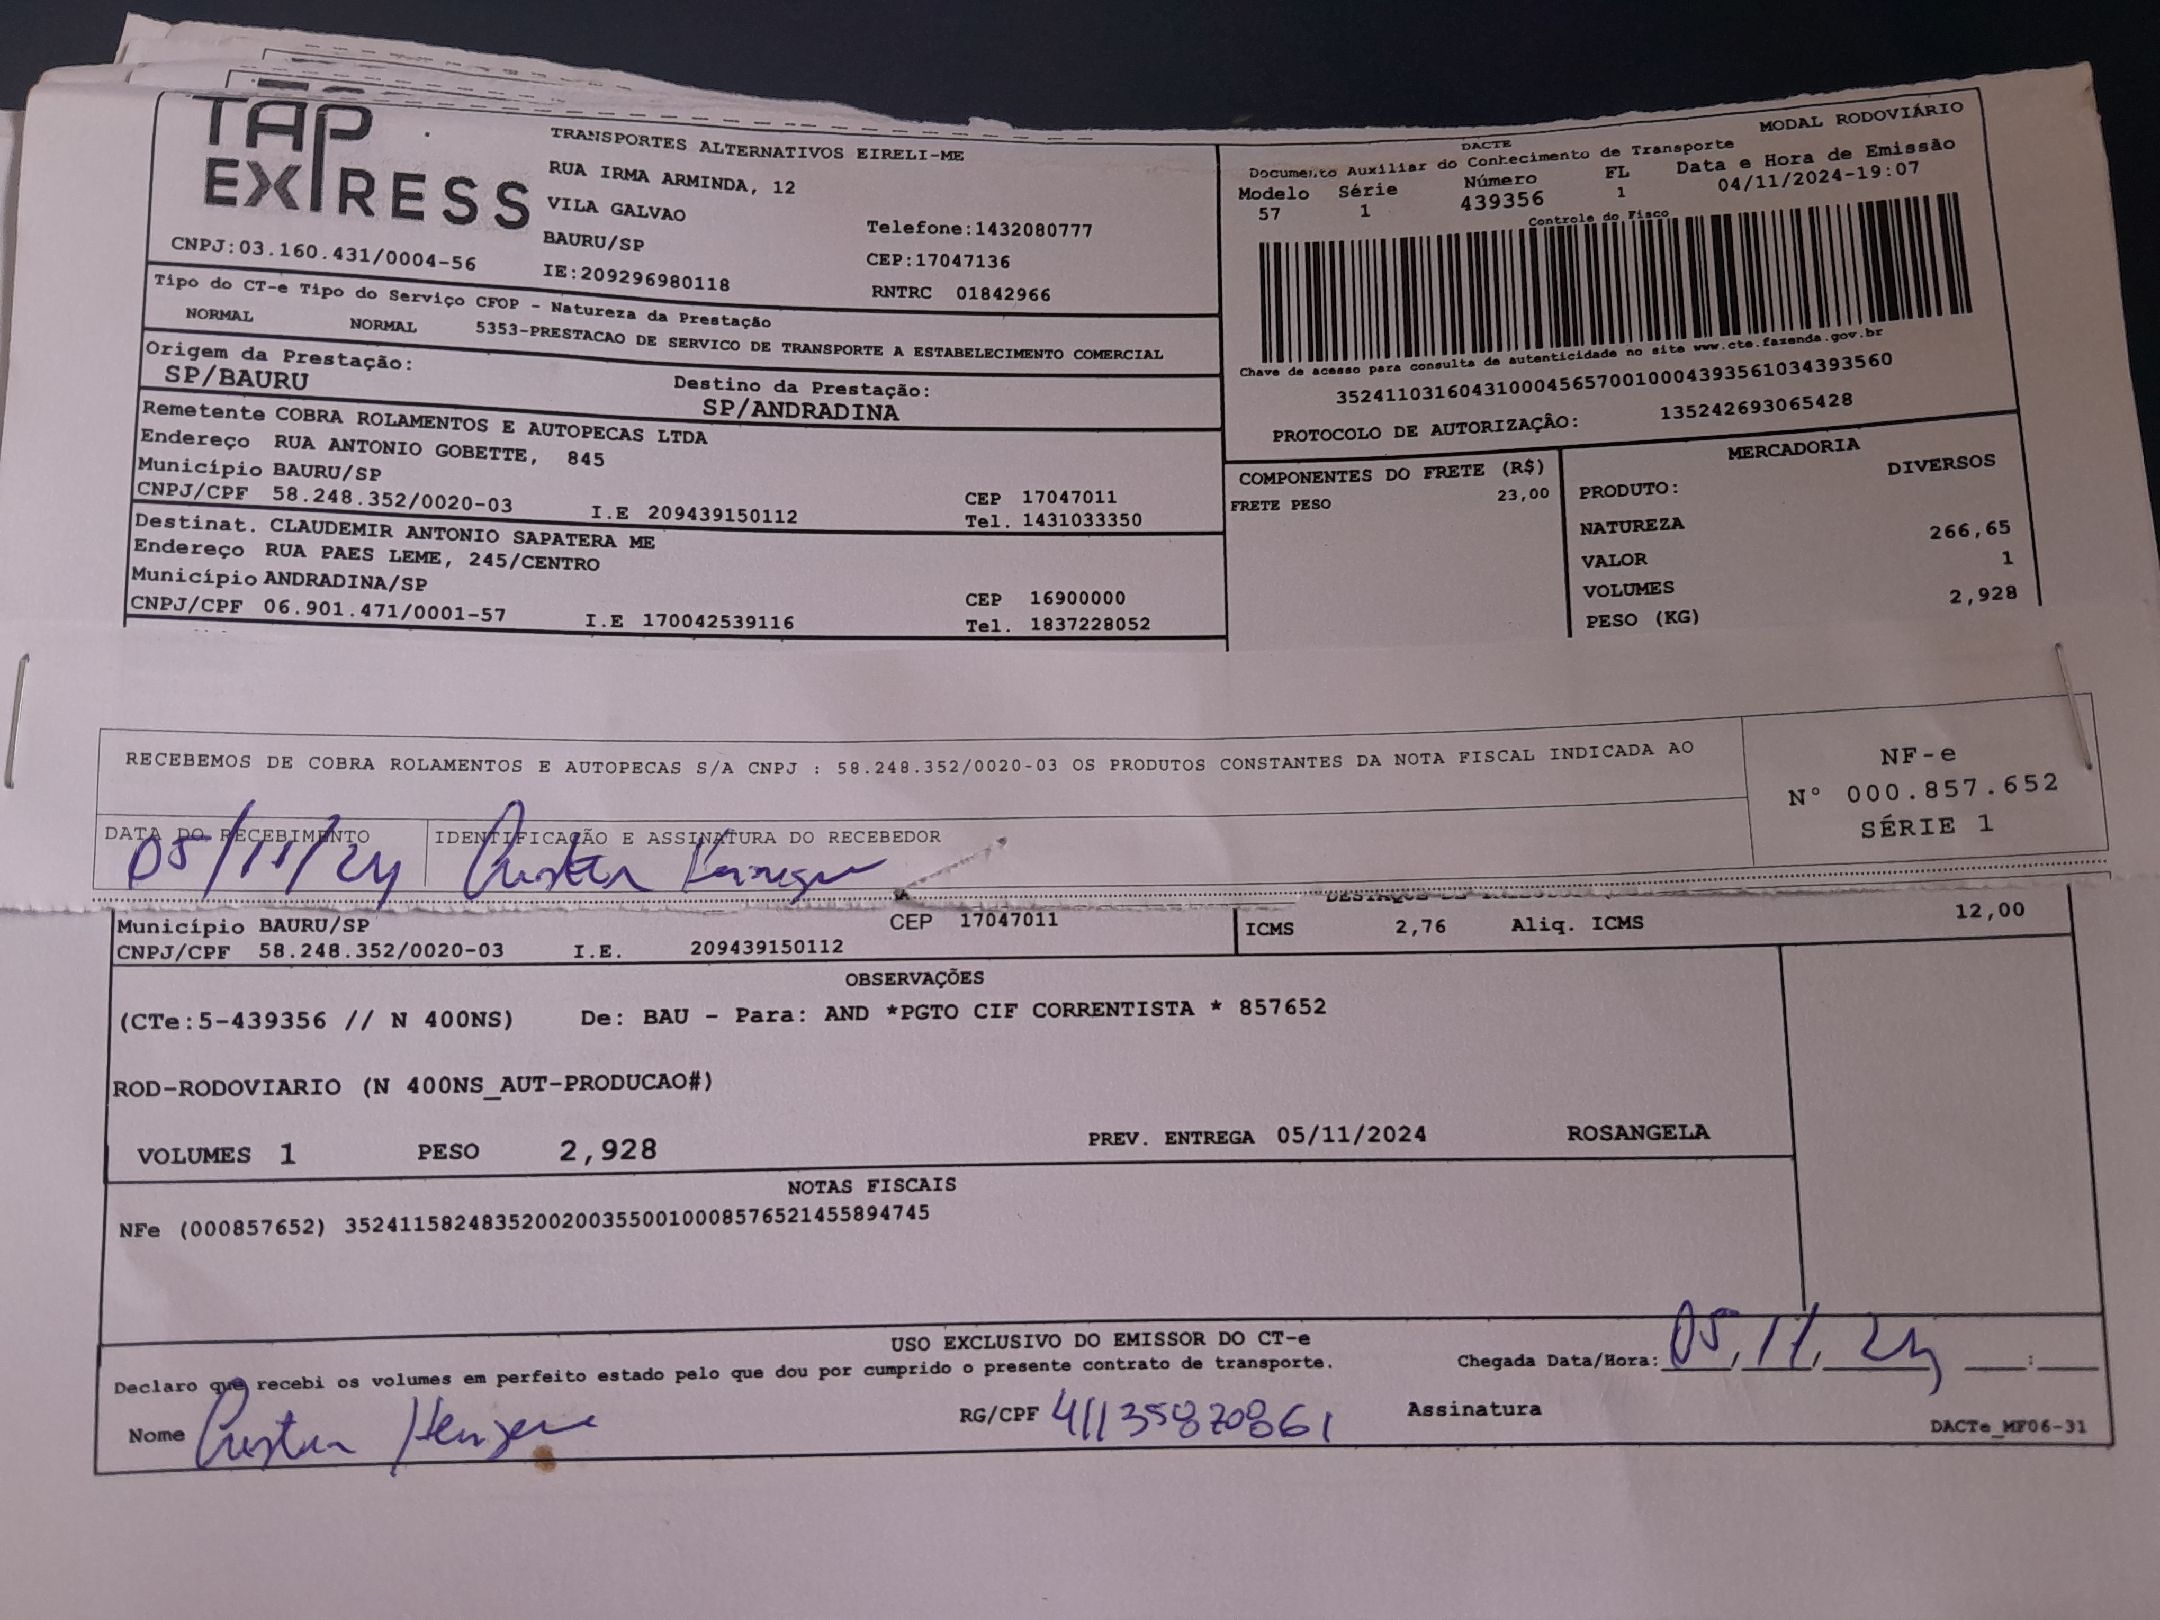 TAP
EXPRESS
CNPJ:03.160.431/0004-56
TRANSPORTES ALTERNATIVOS EIRELI-ME
RUA IRMA ARMINDA, 12
VILA GALVAO
BAURU/SP
IE:209296980118
Telefone:1432080777
CEP:17047136
RNTRC 01842966
DACTE
MODAL RODOVIÁRIO
Documento Auxiliar do Conhecimento de Transporte
Modelo Série Número FL Data e Hora de Emissão
57 1 439356 1 04/11/2024-19:07
Controle do Fisco
Chave de acesso para consulta de autenticidade no site www.cte.fazenda.gov.br
35241103160431000456570010004393561034393560
PROTOCOLO DE AUTORIZAÇÃO: 135242693065428
Tipo do CT-e Tipo do Serviço CFOP - Natureza da Prestação
NORMAL NORMAL 5353-PRESTACAO DE SERVICO DE TRANSPORTE A ESTABELECIMENTO COMERCIAL
Origem da Prestação: Destino da Prestação:
SP/BAURU SP/ANDRADINA
Remetente COBRA ROLAMENTOS E AUTOPECAS LTDA
Endereço RUA ANTONIO GOBETTE, 845
Município BAURU/SP CEP 17047011
CNPJ/CPF 58.248.352/0020-03 I.E 209439150112 Tel. 1431033350
Destinat. CLAUDEMIR ANTONIO SAPATERA ME
Endereço RUA PAES LEME, 245/CENTRO
Município ANDRADINA/SP CEP 16900000
CNPJ/CPF 06.901.471/0001-57 I.E 170042539116 Tel. 1837228052
COMPONENTES DO FRETE (R$)
FRETE PESO 23,00
MERCADORIA
PRODUTO: DIVERSOS
NATUREZA
VALOR 266,65
VOLUMES 1
PESO (KG) 2,928
RECEBEMOS DE COBRA ROLAMENTOS E AUTOPECAS S/A CNPJ : 58.248.352/0020-03 OS PRODUTOS CONSTANTES DA NOTA FISCAL INDICADA AO
NF-e
Nº 000.857.652
SÉRIE 1
DATA DO RECEBIMENTO IDENTIFICAÇÃO E ASSINATURA DO RECEBEDOR
05/11/24
Município BAURU/SP CEP 17047011
CNPJ/CPF 58.248.352/0020-03 I.E. 209439150112
ICMS 2,76 Aliq. ICMS 12,00
OBSERVAÇÕES
(CTe:5-439356 // N 400NS) De: BAU - Para: AND *PGTO CIF CORRENTISTA * 857652
ROD-RODOVIARIO (N 400NS_AUT-PRODUCAO#)
VOLUMES 1 PESO 2,928 PREV. ENTREGA 05/11/2024 ROSANGELA
NOTAS FISCAIS
NFe (000857652) 35241158248352002003550010008576521455894745
USO EXCLUSIVO DO EMISSOR DO CT-e
Declaro que recebi os volumes em perfeito estado pelo que dou por cumprido o presente contrato de transporte.
Chegada Data/Hora: 05/11/24 :
Nome RG/CPF 41135870861 Assinatura
DACTe_MF06-31